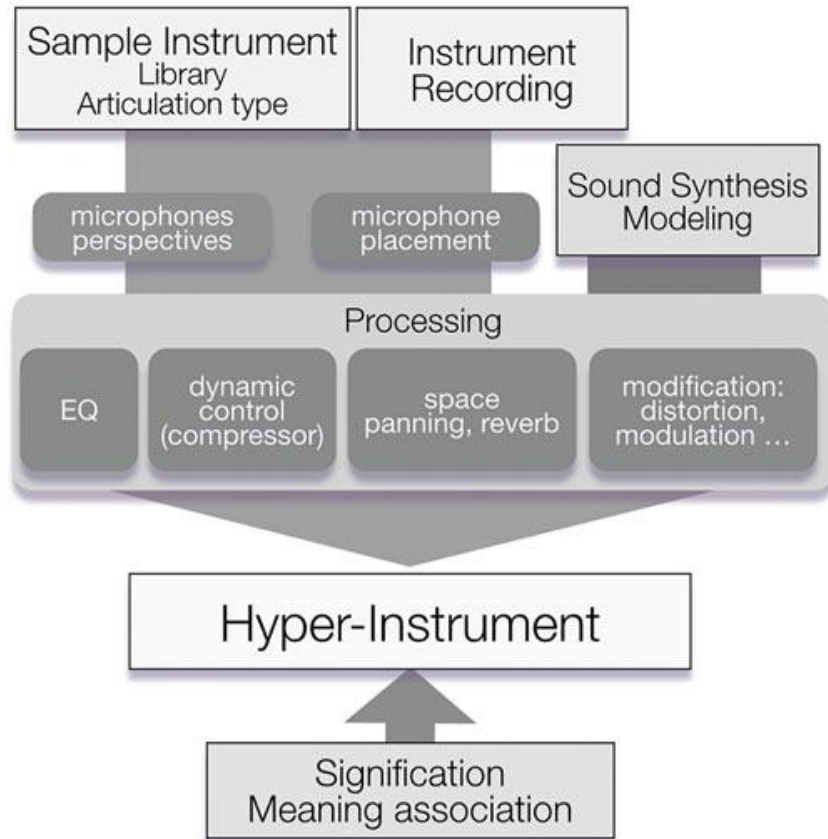 Sample Instrument
Library
Articulation type
Instrument
Recording
microphones
perspectives
microphone
placement
Sound Synthesis
Modeling
Processing
EQ
dynamic
control
(compressor)
space
panning, reverb
modification:
distortion,
modulation ...
Hyper-Instrument
Signification
Meaning association